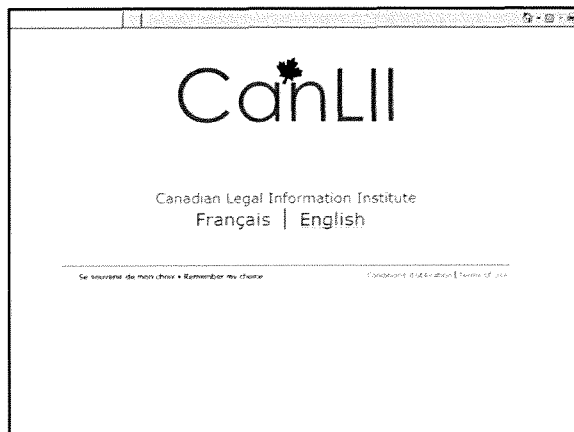 CanLII
Canadian Legal Information Institute
Français | English
Se souvenir de mon choix • Remember my choice
Conditions d'utilisation | Terms of Use